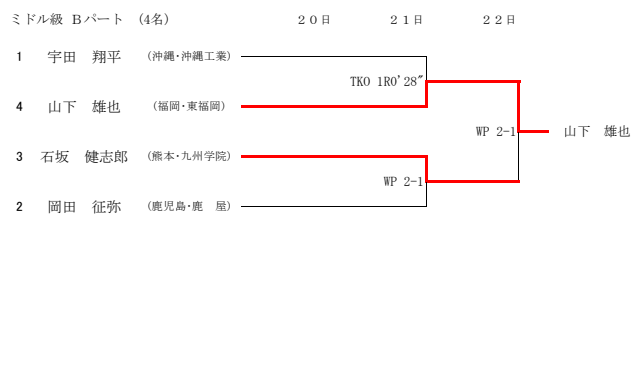 ミドル級 Ｂパート （4名） ２０日 ２１日 ２２日
1 宇田 翔平 （沖縄・沖縄工業）
TKO 1R0'28"
4 山下 雄也 （福岡・東福岡）
WP 2-1 山下 雄也
3 石坂 健志郎 （熊本・九州学院）
WP 2-1
2 岡田 征弥 （鹿児島・鹿 屋）